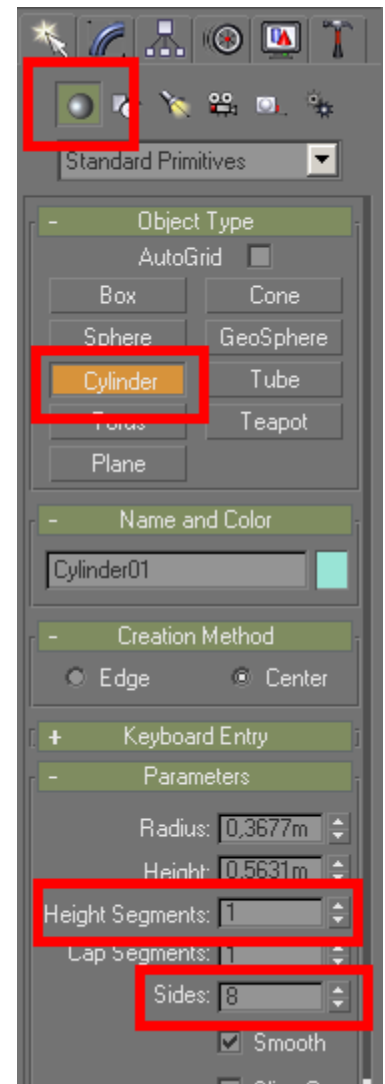 Standard Primitives
- Object Type
AutoGrid
Box Cone
Sphere GeoSphere
Cylinder Tube
Torus Teapot
Plane
- Name and Color
Cylinder01
- Creation Method
Edge Center
+ Keyboard Entry
- Parameters
Radius: 0,3677m
Height: 0,5631m
Height Segments: 1
Cap Segments: 1
Sides: 8
Smooth